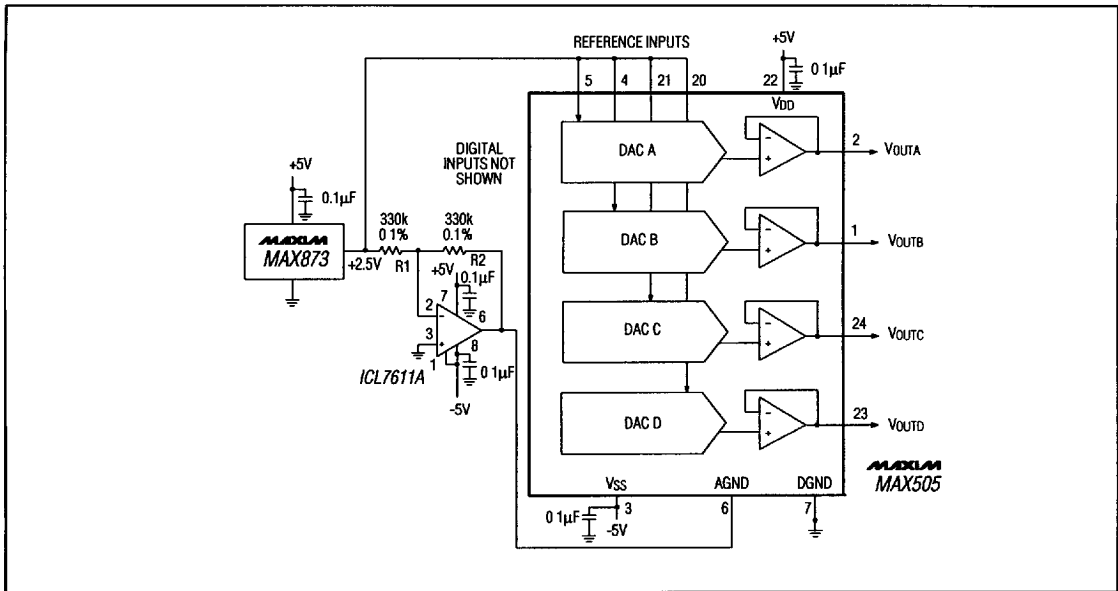 REFERENCE INPUTS
+5V
0 1µF
5 4 21 20 22
VDD
DIGITAL
INPUTS NOT
SHOWN
DAC A
2 VOUTA
+5V
0.1µF
MAXIM
MAX873
+2.5V
330k
0.1%
R1
330k
0.1%
R2
DAC B
1 VOUTB
+5V
0.1µF
7
2
6
3
8
1
0 1µF
ICL7611A
-5V
DAC C
24 VOUTC
DAC D
23 VOUTD
MAXIM
MAX505
VSS AGND DGND
0 1µF
3 6 7
-5V